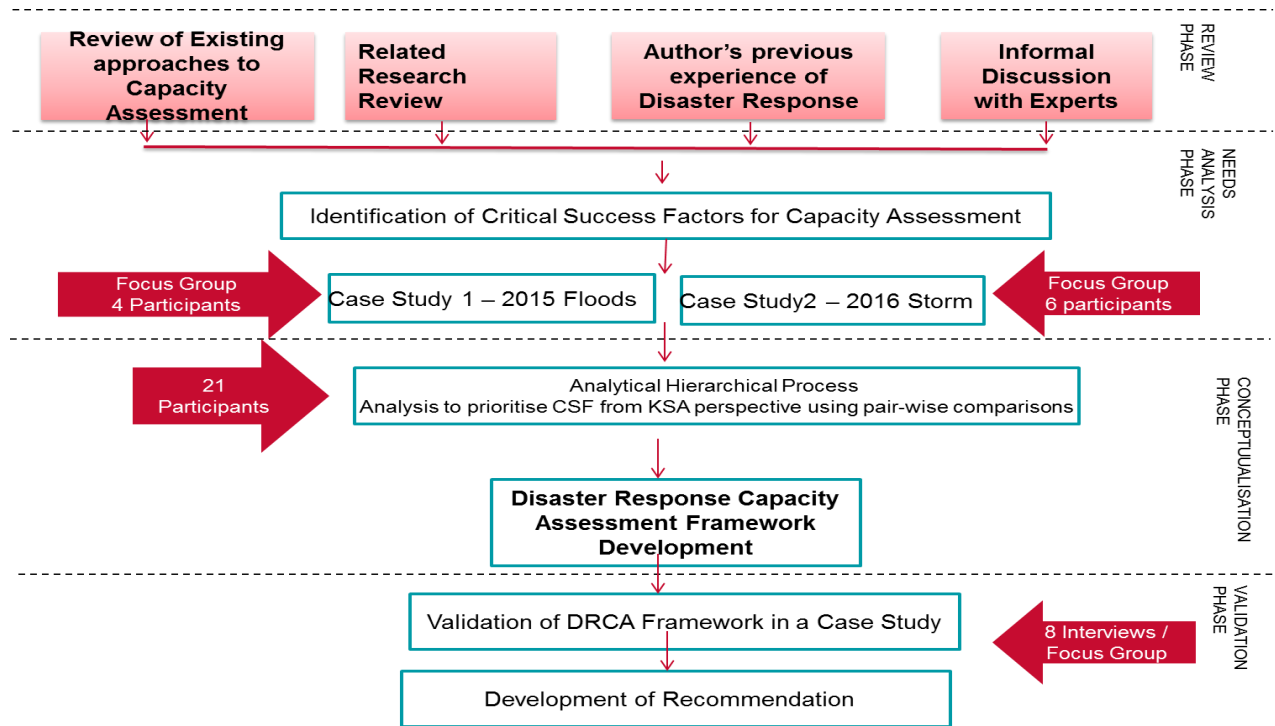 Review of Existing
approaches to
Capacity
Assessment
Related
Research
Review
Author's previous
experience of
Disaster Response
Informal
Discussion
with Experts
REVIEW
PHASE
NEEDS
ANALYSIS
PHASE
Identification of Critical Success Factors for Capacity Assessment
Focus Group
4 Participants
Case Study 1 – 2015 Floods
Case Study2 – 2016 Storm
Focus Group
6 participants
21
Participants
Analytical Hierarchical Process
Analysis to prioritise CSF from KSA perspective using pair-wise comparisons
CONCEPTUUALISATION
PHASE
Disaster Response Capacity
Assessment Framework
Development
VALIDATION
PHASE
Validation of DRCA Framework in a Case Study
8 Interviews /
Focus Group
Development of Recommendation